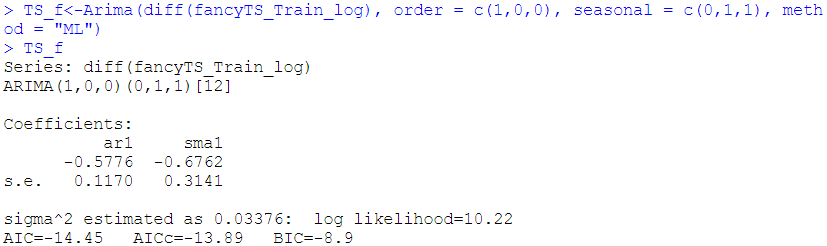 > TS_f<-Arima(diff(fancyTS_Train_log), order = c(1,0,0), seasonal = c(0,1,1), meth
od = "ML")
> TS_f
Series: diff(fancyTS_Train_log)
ARIMA(1,0,0)(0,1,1)[12]

Coefficients:
          ar1     sma1
      -0.5776  -0.6762
s.e.   0.1170   0.3141

sigma^2 estimated as 0.03376:  log likelihood=10.22
AIC=-14.45   AICc=-13.89   BIC=-8.9